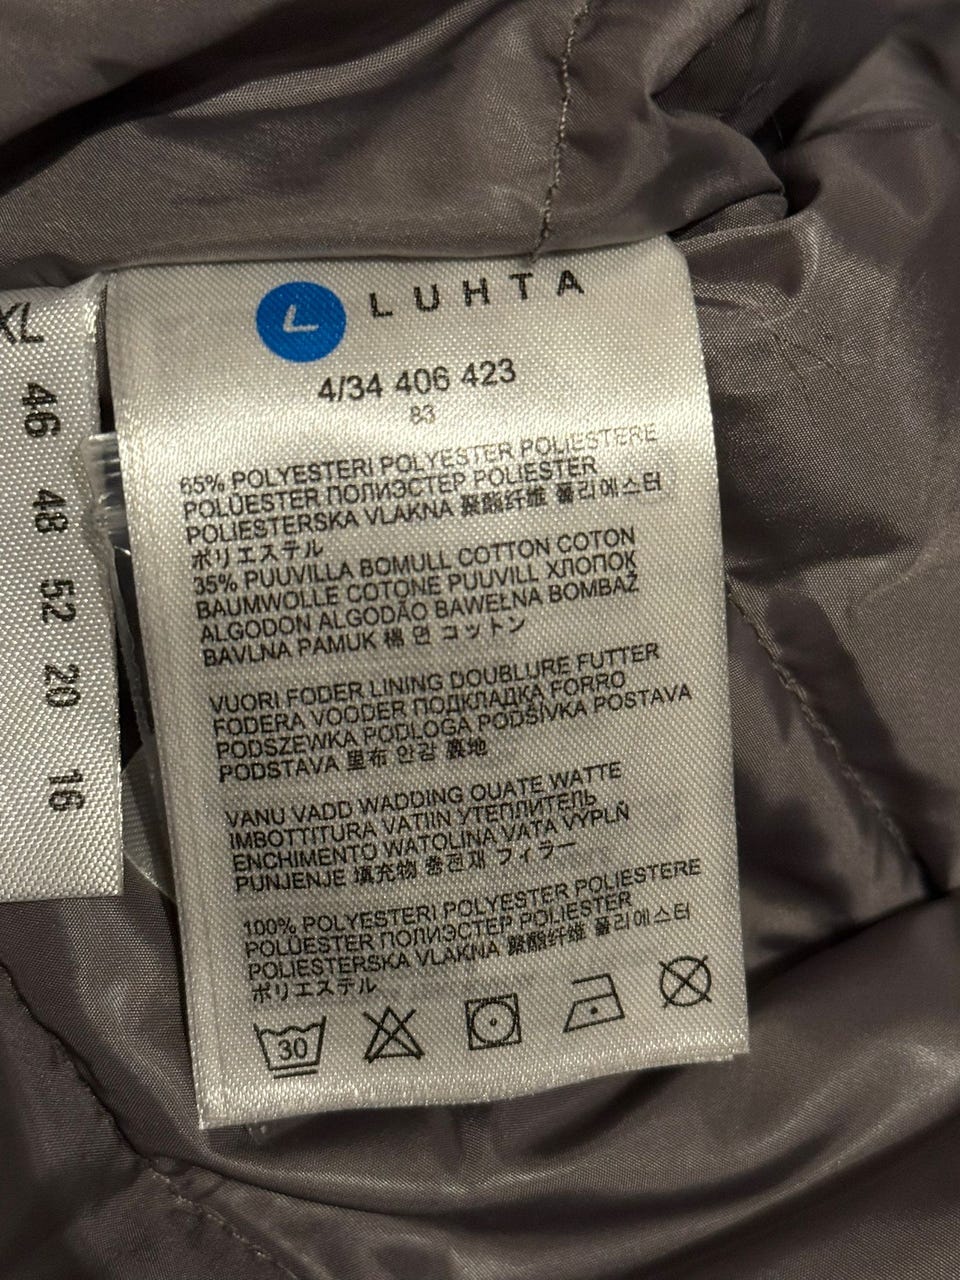 XL
46
48
52
20
16
L LUHTA
4/34 406 423
83
65% POLYESTERI POLYESTER POLIESTERE
POLÜESTER ПОЛИЭСТЕР POLIESTER
POLIESTERSKA VLAKNA 聚酯纤维 폴리에스터
ポリエステル
35% PUUVILLA BOMULL COTTON COTON
BAUMWOLLE COTONE PUUVILL ХЛОПОК
ALGODON ALGODÃO BAWEŁNA BOMBAŽ
BAVLNA PAMUK 棉 면 コットン
VUORI FODER LINING DOUBLURE FUTTER
FODERA VOODER ПОДКЛАДКА FORRO
PODSZEWKA PODLOGA PODŠIVKA POSTAVA
PODSTAVA 里布 안감 裏地
VANU VADD WADDING OUATE WATTE
IMBOTTITURA VATIIN УТЕПЛИТЕЛЬ
ENCHIMENTO WATOLINA VATA VÝPLŇ
PUNJENJE 填充物 충전재 フィラー
100% POLYESTERI POLYESTER POLIESTERE
POLÜESTER ПОЛИЭСТЕР POLIESTER
POLIESTERSKA VLAKNA 聚酯纤维 폴리에스터
ポリエステル
30